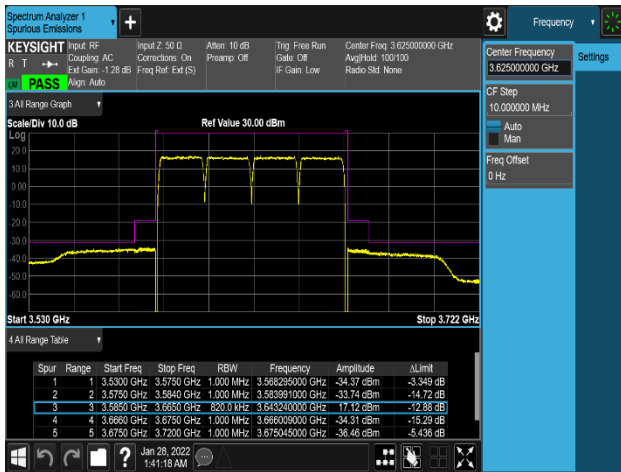 Spectrum Analyzer 1
Spurious Emissions
Frequency
KEYSIGHT
R T
LXI
PASS
Input: RF
Coupling: AC
Ext Gain: -1.28 dB
Align: Auto
Input Z: 50 Ω
Corrections: On
Freq Ref: Ext (S)
Atten: 10 dB
Preamp: Off
Trig: Free Run
Gate: Off
IF Gain: Low
Center Freq: 3.625000000 GHz
Avg|Hold: 100/100
Radio Std: None
Center Frequency
3.625000000 GHz
Settings
CF Step
10.000000 MHz
Auto
Man
Freq Offset
0 Hz
3 All Range Graph
Scale/Div 10.0 dB
Ref Value 30.00 dBm
Log
20.0
10.0
0.00
-10.0
-20.0
-30.0
-40.0
-50.0
-60.0
Start 3.530 GHz
Stop 3.722 GHz
4 All Range Table
Spur Range Start Freq Stop Freq RBW Frequency Amplitude ΔLimit
1 1 3.5300 GHz 3.5750 GHz 1.000 MHz 3.568295000 GHz -34.37 dBm -3.349 dB
2 2 3.5750 GHz 3.5840 GHz 1.000 MHz 3.583991000 GHz -33.74 dBm -14.72 dB
3 3 3.5850 GHz 3.6650 GHz 820.0 kHz 3.643240000 GHz 17.12 dBm -12.88 dB
4 4 3.6660 GHz 3.6750 GHz 1.000 MHz 3.666009000 GHz -34.31 dBm -15.29 dB
5 5 3.6750 GHz 3.7200 GHz 1.000 MHz 3.675045000 GHz -36.46 dBm -5.436 dB
?
Jan 28, 2022
1:41:18 AM